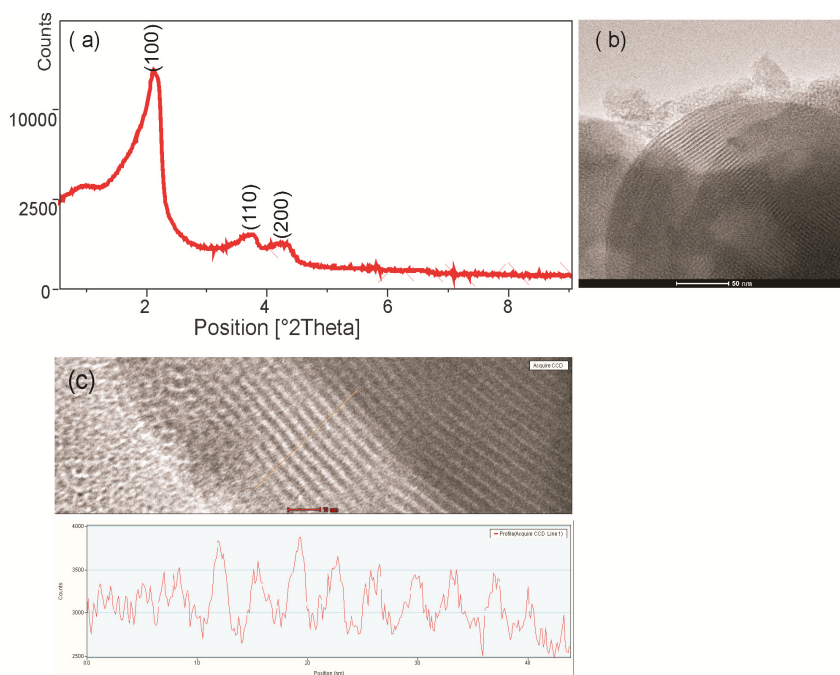 ( a)
Counts
(100)
10000
(110)
(200)
2500
0
2
4
6
8
Position [°2Theta]
( b)
50 nm
(c)
Acquire CCD
4000
Profile(Acquire CCD Line 1)
3500
Counts
3000
2500
0.0
10
20
30
40
Position (nm)